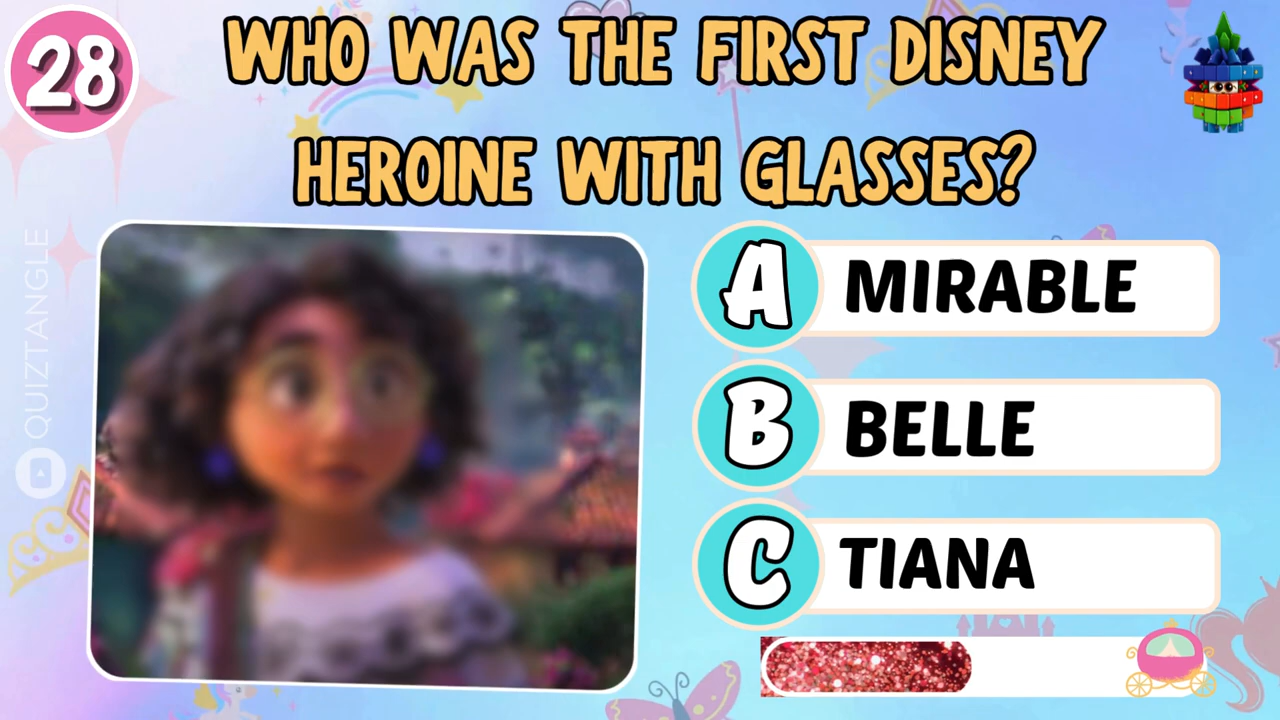 28
WHO WAS THE FIRST DISNEY
HEROINE WITH GLASSES?
A MIRABLE
B BELLE
C TIANA
QUIZTANGLE